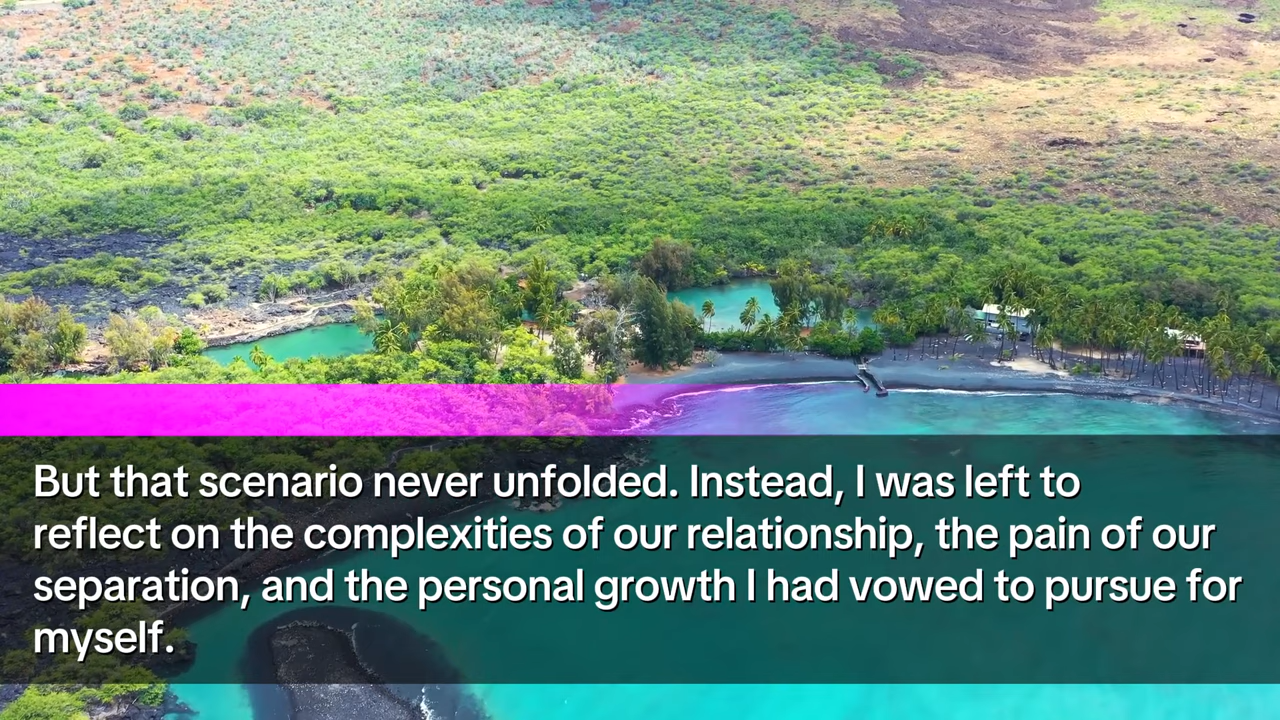 But that scenario never unfolded. Instead, I was left to
reflect on the complexities of our relationship, the pain of our
separation, and the personal growth I had vowed to pursue for
myself.